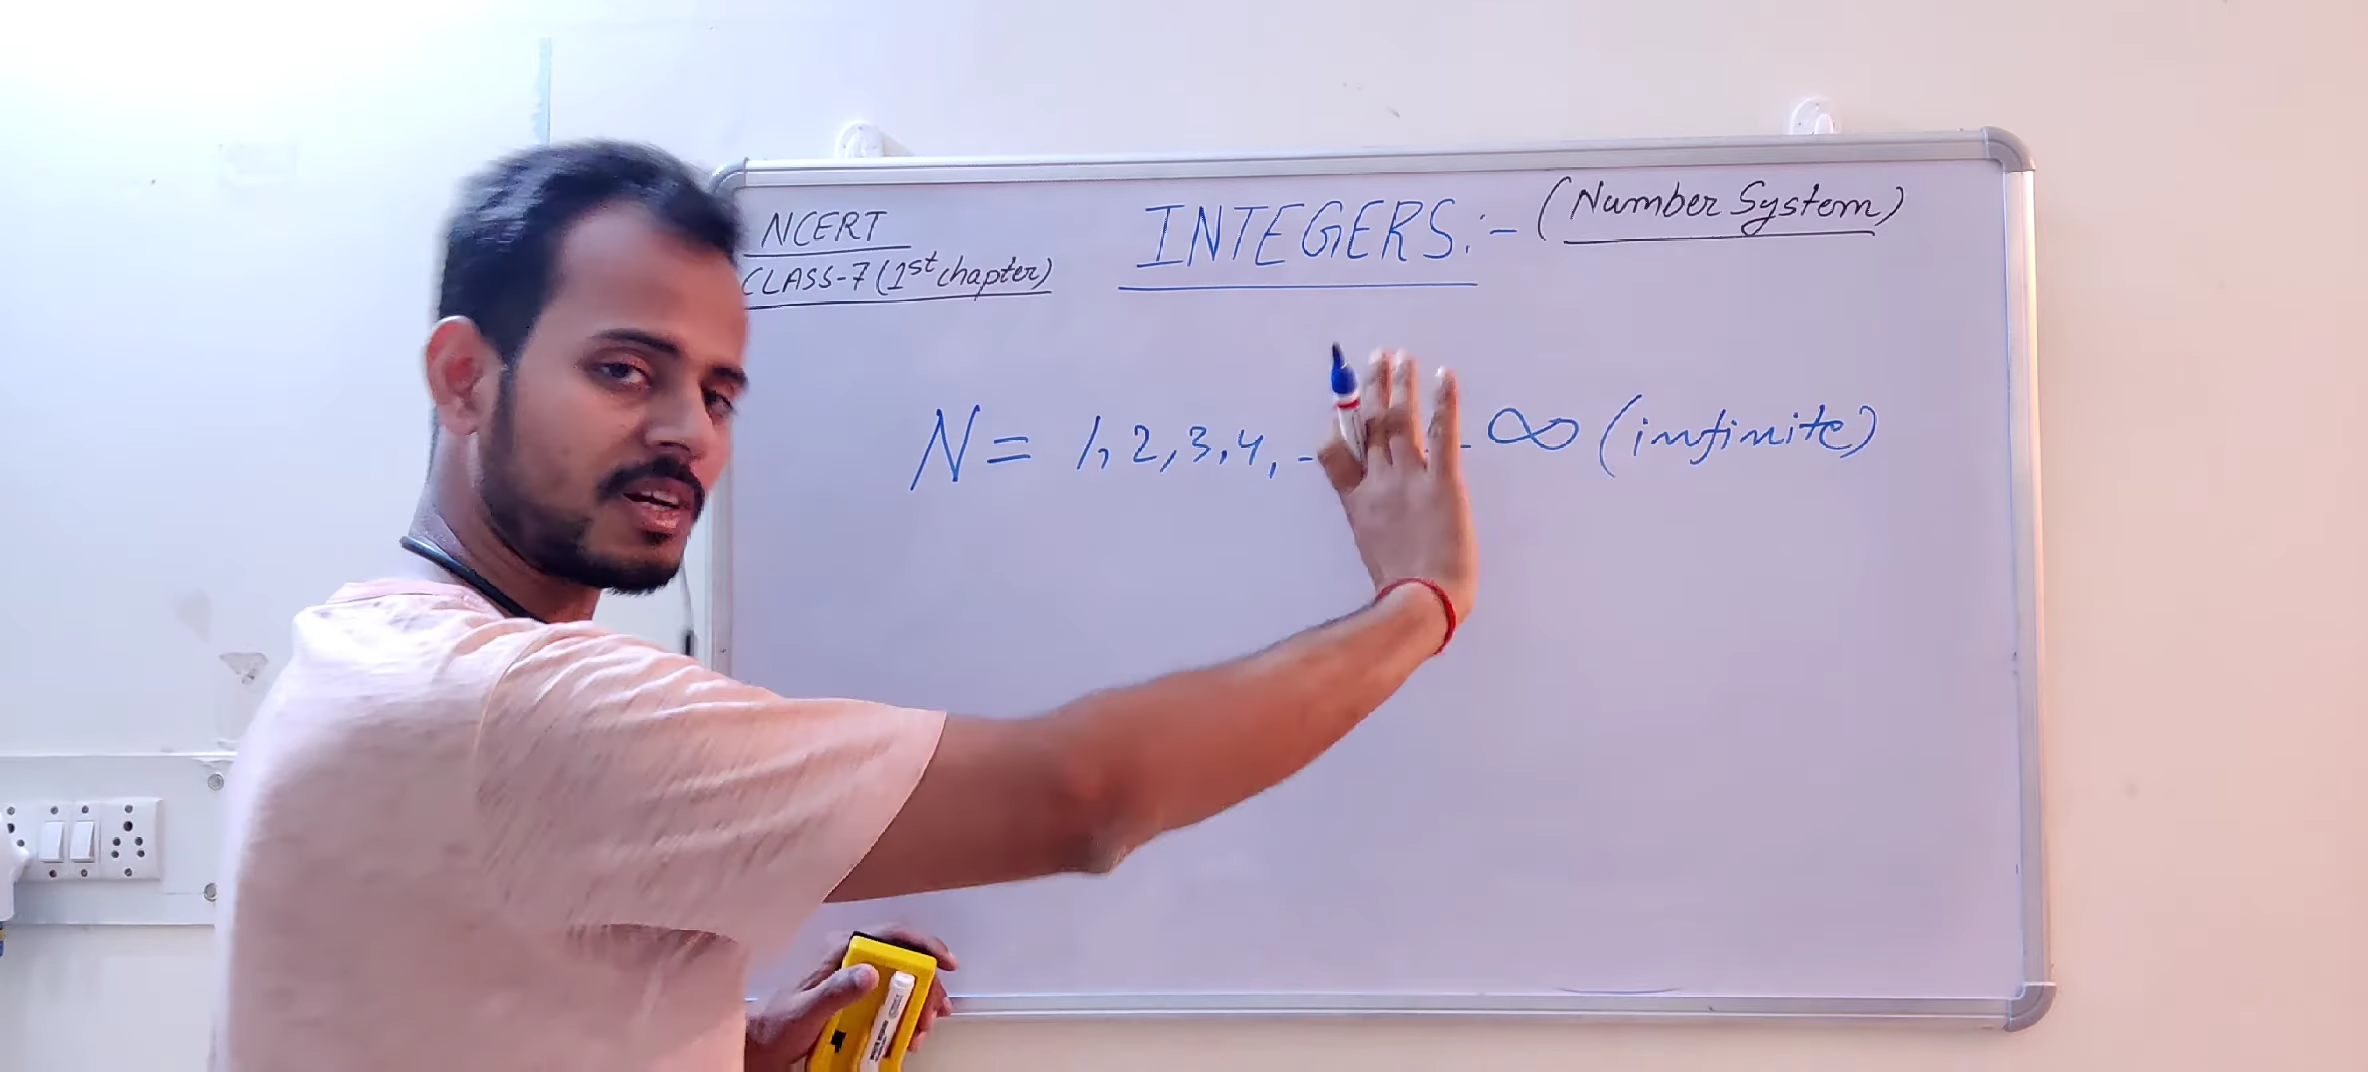 NCERT
CLASS-7 (1st chapter)
INTEGERS:- (Number System)
N = 1, 2, 3, 4, - - ∞ (infinite)